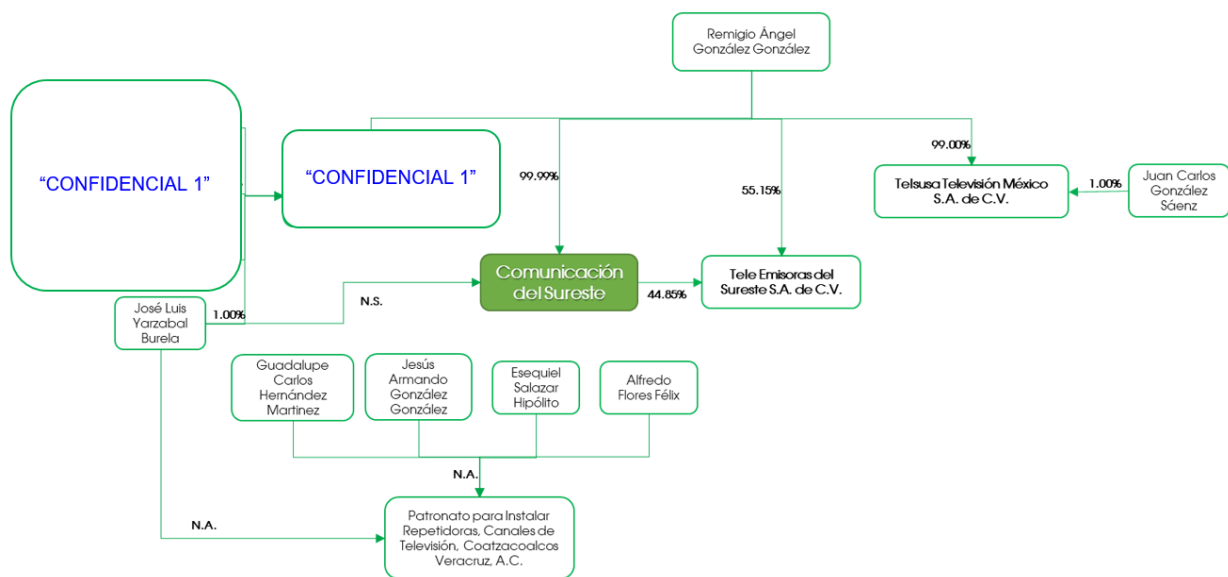 Remigio Ángel
González González
“CONFIDENCIAL 1”
“CONFIDENCIAL 1”
99.99%
55.15%
99.00%
Telsusa Televisión México
S.A. de C.V.
1.00%
Juan Carlos
González
Sáenz
Comunicación
del Sureste
44.85%
Tele Emisoras del
Sureste S.A. de C.V.
José Luis
Yarzabal
Burela
1.00%
N.S.
Guadalupe
Carlos
Hernández
Martinez
Jesús
Armando
González
González
Esequiel
Salazar
Hipólito
Alfredo
Flores Félix
N.A.
N.A.
Patronato para Instalar
Repetidoras, Canales de
Televisión, Coatzacoalcos
Veracruz, A.C.